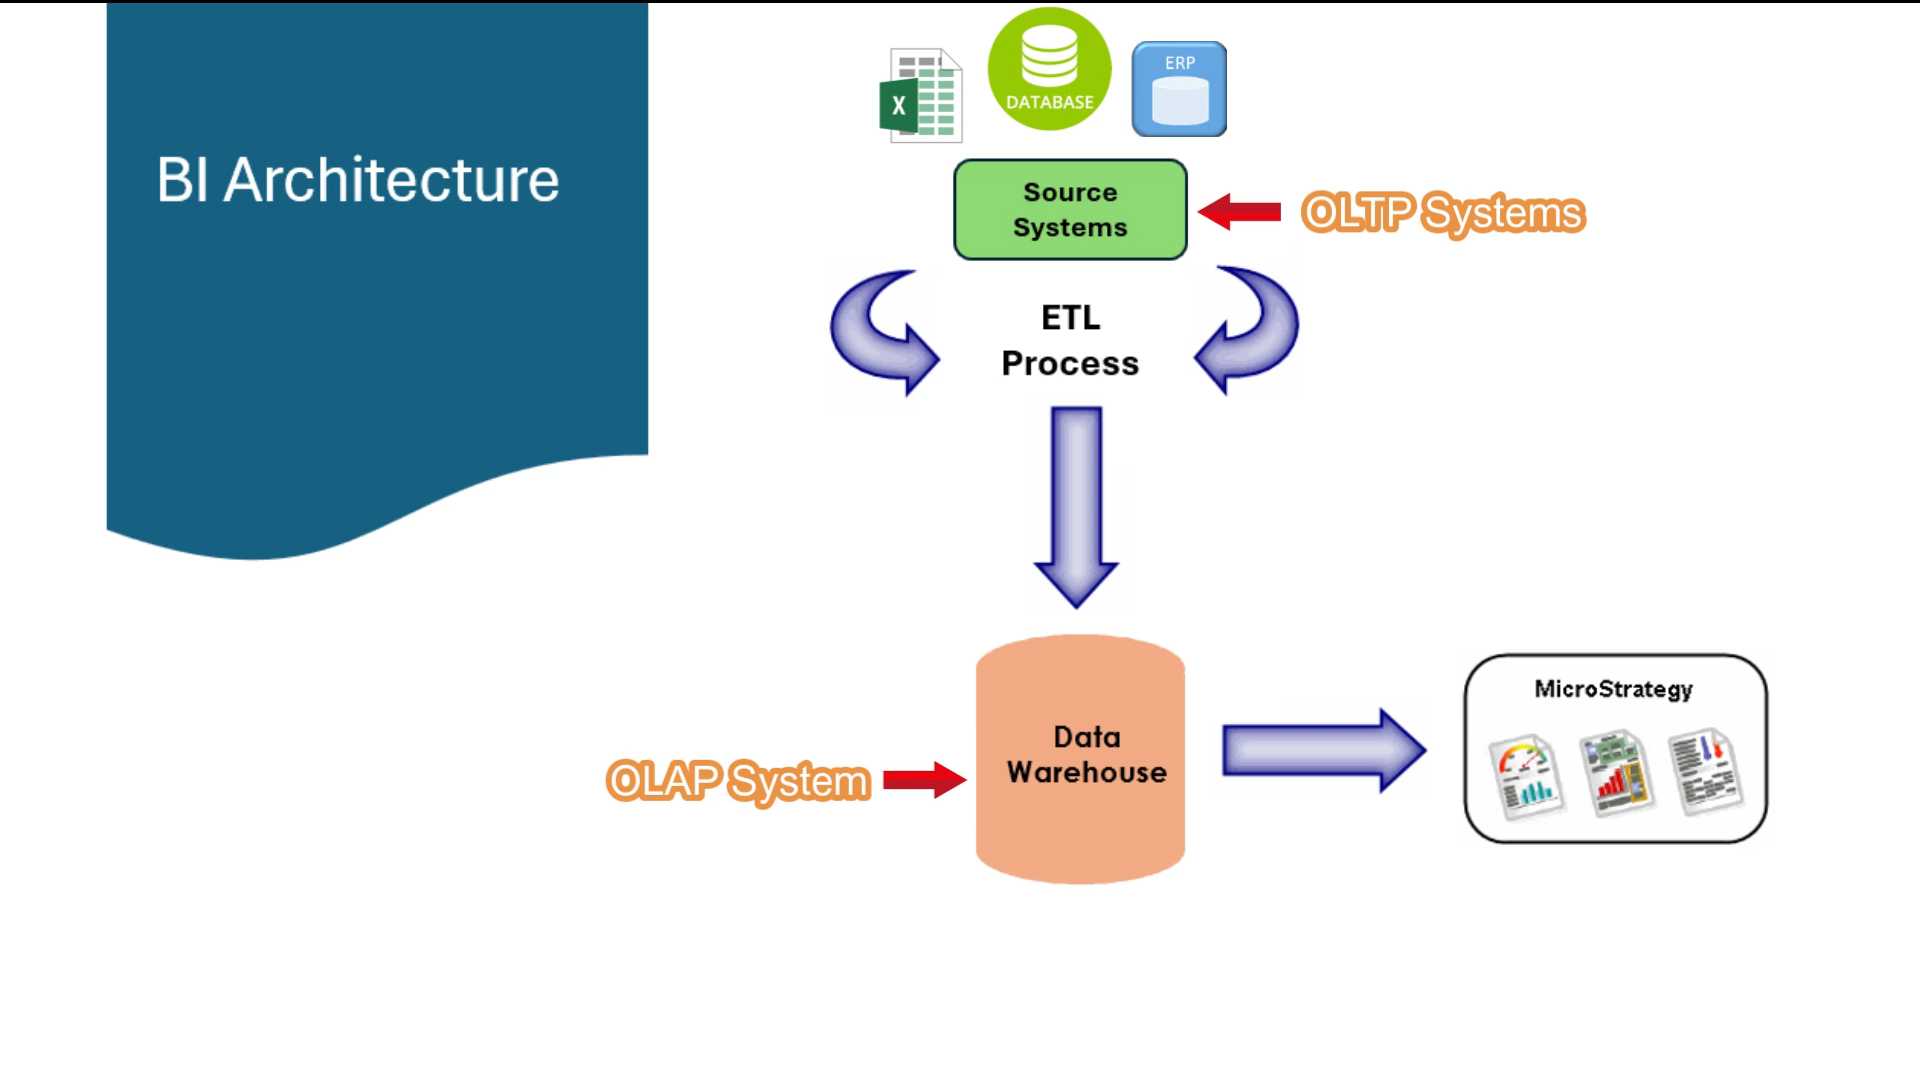 BI Architecture
X
DATABASE
ERP
Source
Systems
OLTP Systems
ETL
Process
Data
Warehouse
OLAP System
MicroStrategy